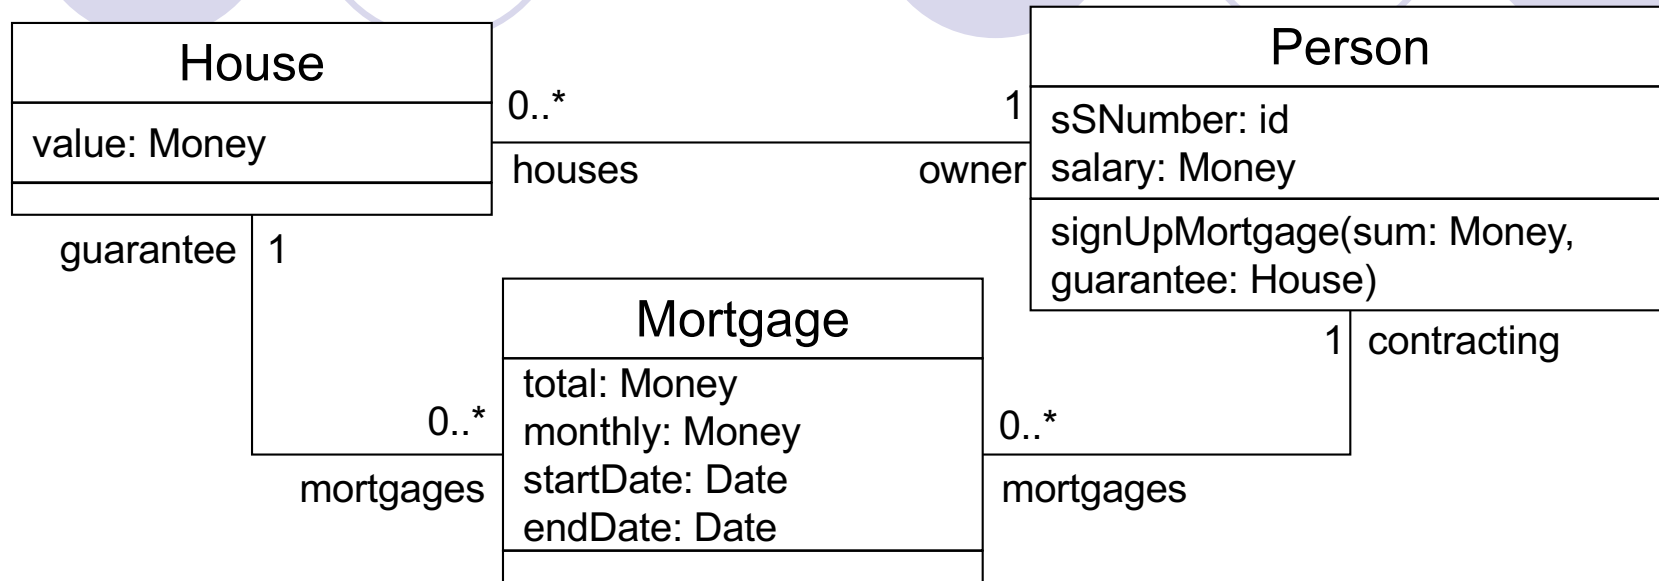 House
value: Money
0..*
houses
1
owner
Person
sSNumber: id
salary: Money
signUpMortgage(sum: Money,
guarantee: House)
guarantee
1
0..*
mortgages
Mortgage
total: Money
monthly: Money
startDate: Date
endDate: Date
1
contracting
0..*
mortgages